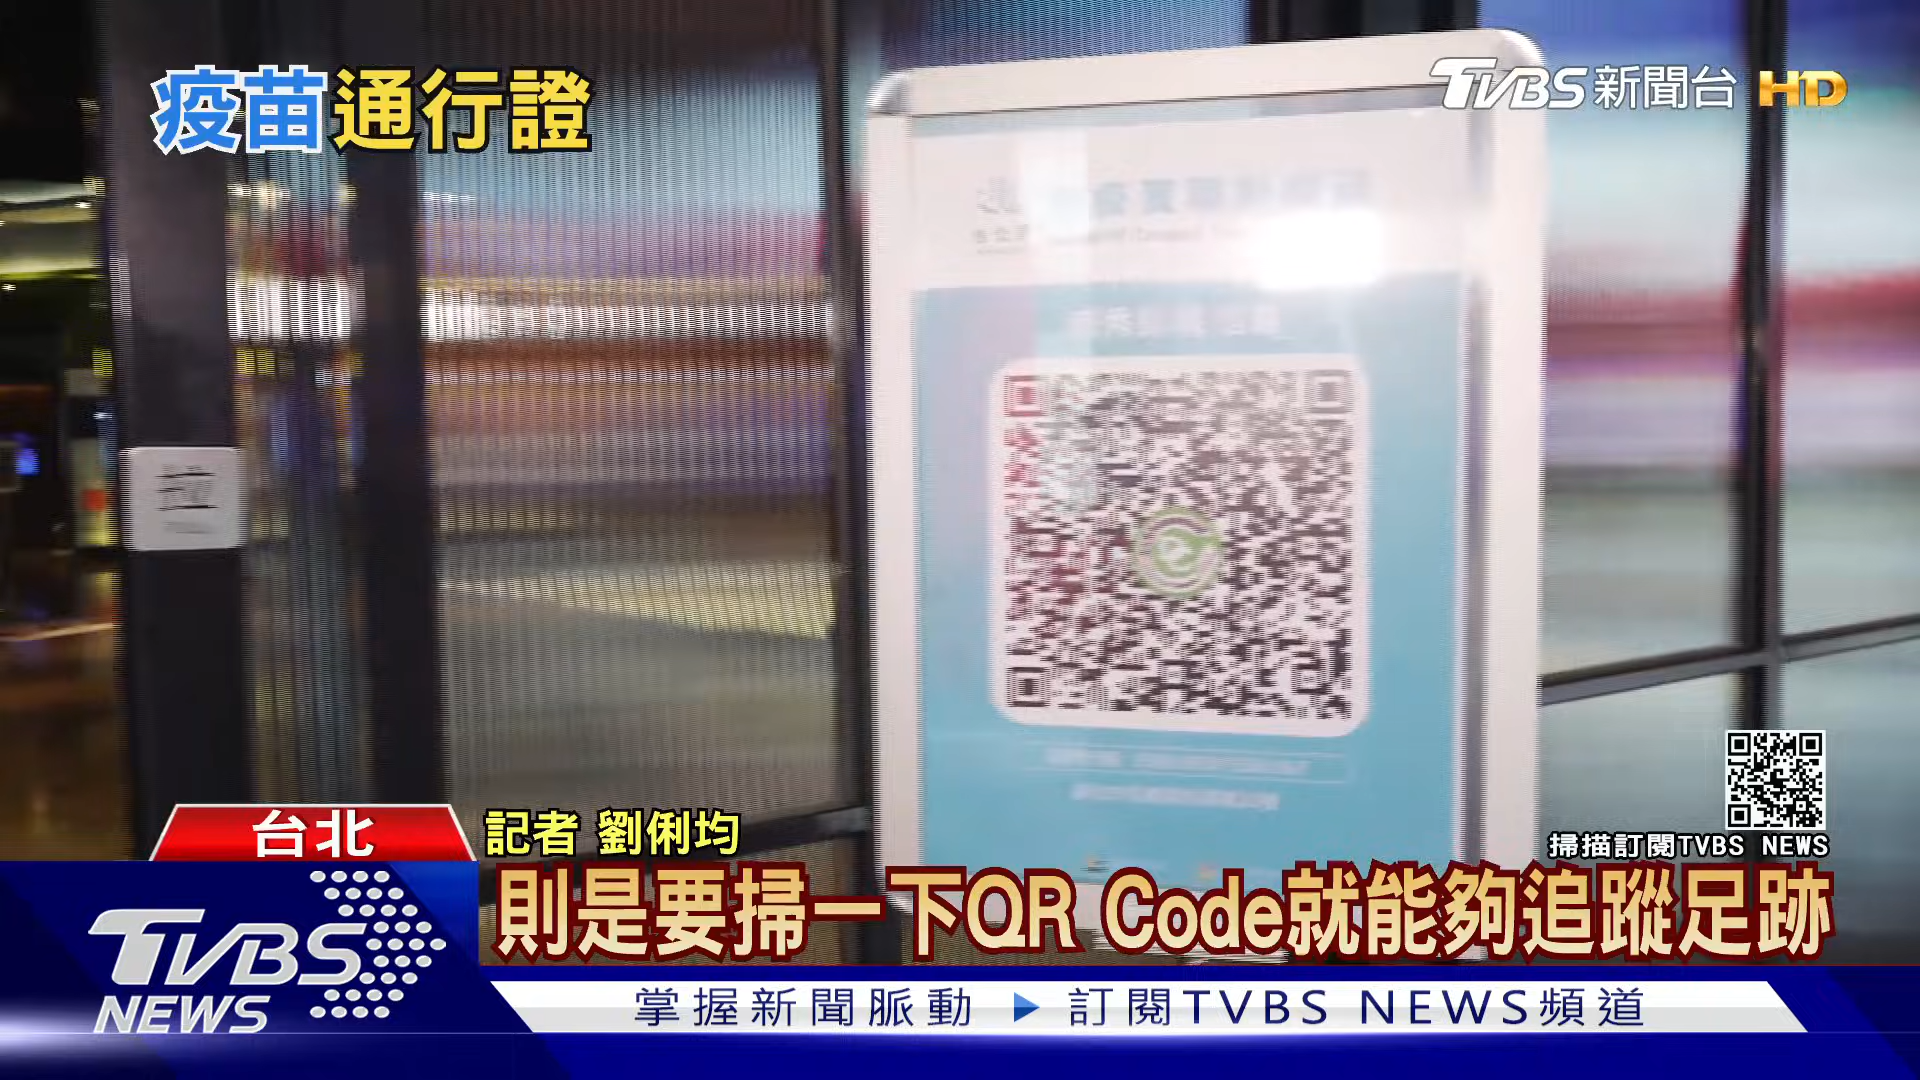 疫苗通行證
TVBS新聞台 HD
台北
記者 劉俐均
掃描訂閱TVBS NEWS
則是要掃一下QR Code就能夠追蹤足跡
TVBS
NEWS
掌握新聞脈動 ▶ 訂閱TVBS NEWS頻道